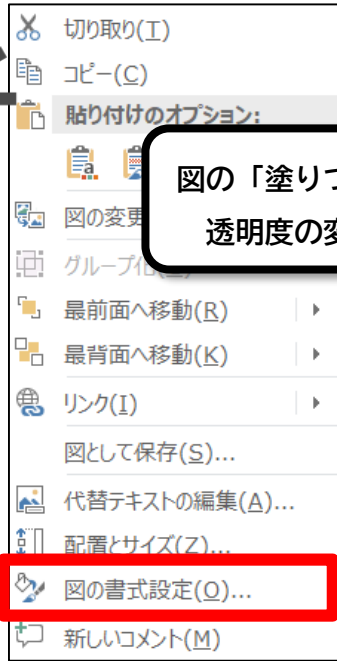 切り取り(T)
コピー(C)
貼り付けのオプション:
図の「塗りつ
図の変更
透明度の変
グループ化
最前面へ移動(R)
最背面へ移動(K)
リンク(I)
図として保存(S)...
代替テキストの編集(A)...
配置とサイズ(Z)...
図の書式設定(O)...
新しいコメント(M)